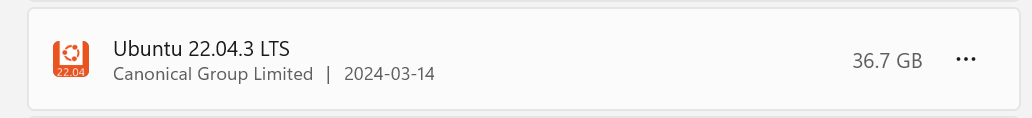 Ubuntu 22.04.3 LTS
22.04
Canonical Group Limited | 2024-03-14
36.7 GB